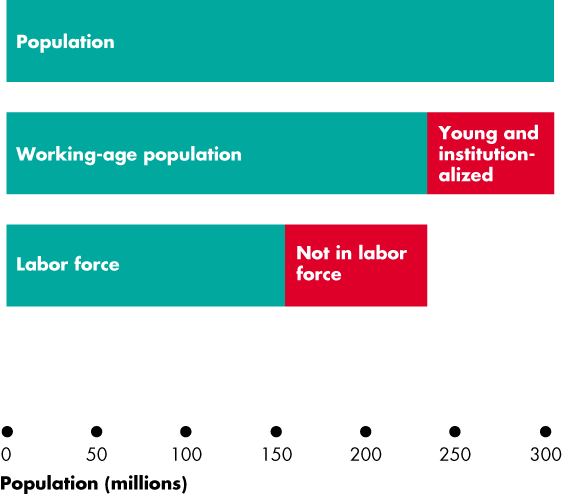 Population
Working-age population
Young and
institution-
alized
Labor force
Not in labor
force
0 50 100 150 200 250 300
Population (millions)